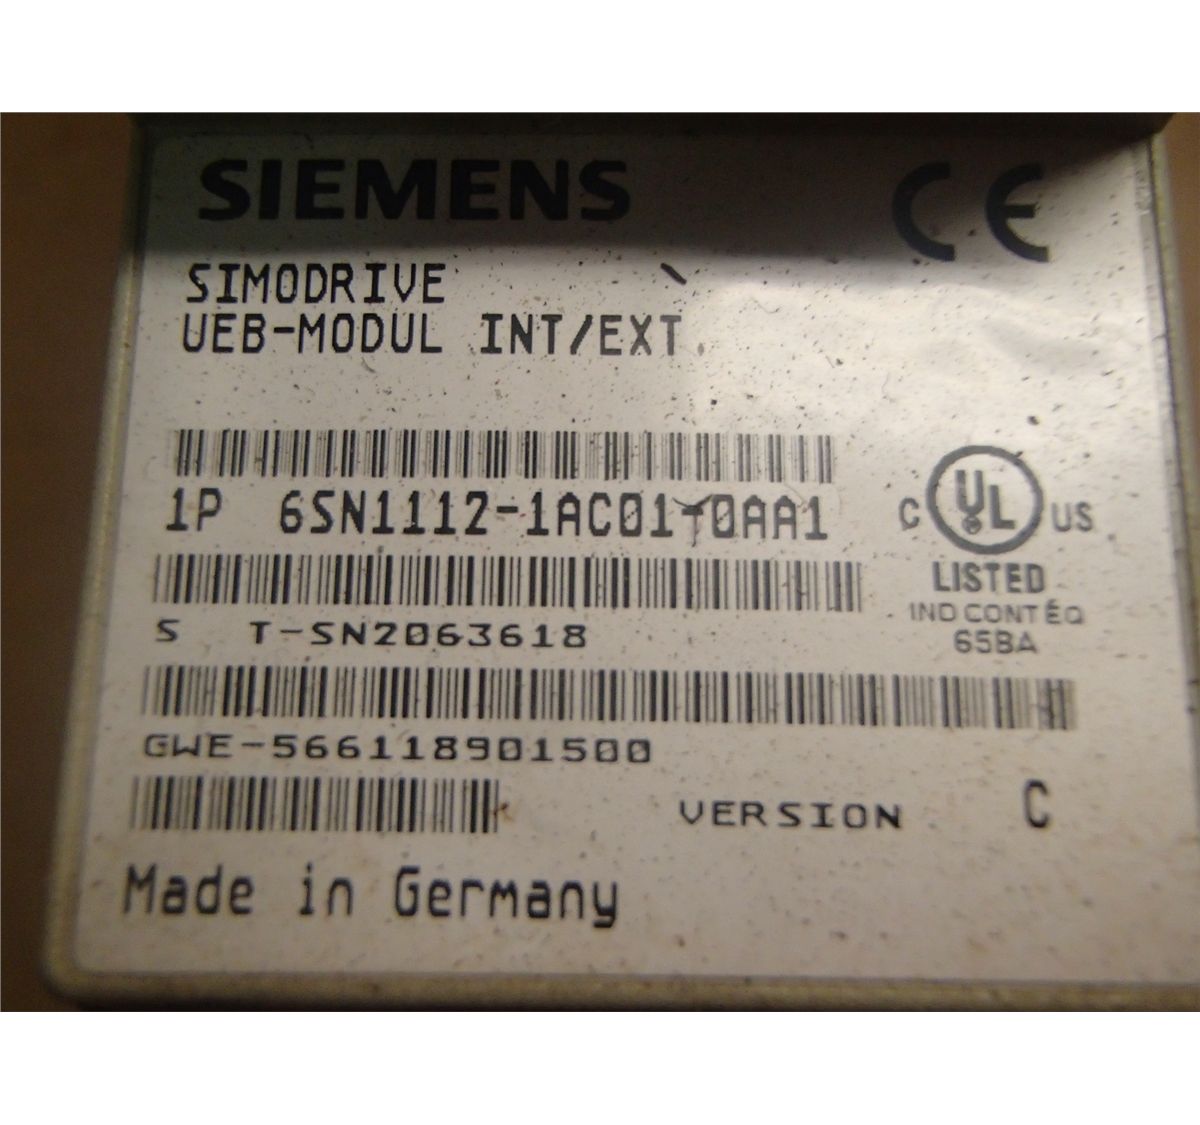 SIEMENS CE
SIMODRIVE
UEB-MODUL INT/EXT
1P 6SN1112-1AC01-0AA1
C UL US
LISTED
IND CONT EQ
65BA
S T-SN2063618
GWE-566118901500
VERSION C
Made in Germany